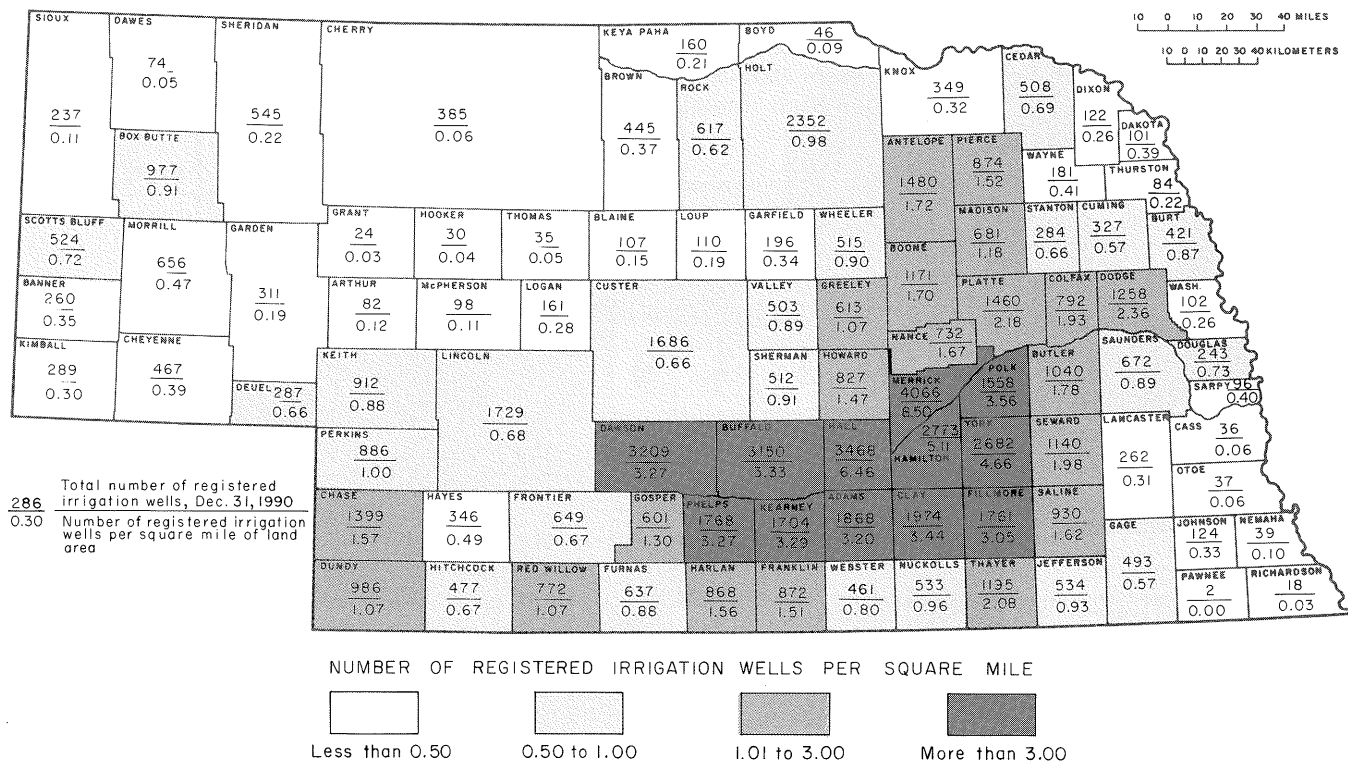 10 0 10 20 30 40 MILES
10 0 10 20 30 40 KILOMETERS
SIOUX
237
0.11
DAWES
74
0.05
SHERIDAN
545
0.22
CHERRY
385
0.06
KEYA PAHA
160
0.21
BOYD
46
0.09
BROWN
445
0.37
ROCK
617
0.62
HOLT
2352
0.98
KNOX
349
0.32
CEDAR
508
0.69
DIXON
122
0.26
DAKOTA
101
0.39
BOX BUTTE
977
0.91
ANTELOPE
1480
1.72
PIERCE
874
1.52
WAYNE
181
0.41
THURSTON
84
0.22
SCOTTS BLUFF
524
0.72
MORRILL
656
0.47
GARDEN
311
0.19
GRANT
24
0.03
HOOKER
30
0.04
THOMAS
35
0.05
BLAINE
107
0.15
LOUP
110
0.19
GARFIELD
196
0.34
WHEELER
515
0.90
BOONE
1171
1.70
MADISON
681
1.18
STANTON
284
0.66
CUMING
327
0.57
BURT
421
0.87
BANNER
260
0.35
ARTHUR
82
0.12
McPHERSON
98
0.11
LOGAN
161
0.28
CUSTER
1686
0.66
VALLEY
503
0.89
GREELEY
613
1.07
PLATTE
1460
2.18
COLFAX
792
1.93
DODGE
1258
2.36
WASH.
102
0.26
KIMBALL
289
0.30
CHEYENNE
467
0.39
DEUEL
287
0.66
KEITH
912
0.88
LINCOLN
1729
0.68
SHERMAN
512
0.91
HOWARD
827
1.47
NANCE
732
1.67
MERRICK
4066
8.50
POLK
1558
3.56
BUTLER
1040
1.78
SAUNDERS
672
0.89
DOUGLAS
243
0.73
SARPY
96
0.40
PERKINS
886
1.00
DAWSON
3209
3.27
BUFFALO
3150
3.33
HALL
3468
6.46
2773
5.11
HAMILTON
YORK
2682
4.66
SEWARD
1140
1.98
LANCASTER
262
0.31
CASS
36
0.06
OTOE
37
0.06
CHASE
1399
1.57
HAYES
346
0.49
FRONTIER
649
0.67
GOSPER
601
1.30
PHELPS
1768
3.27
KEARNEY
1704
3.29
ADAMS
1868
3.20
CLAY
1974
3.44
FILLMORE
1761
3.05
SALINE
930
1.62
GAGE
493
0.57
JOHNSON
124
0.33
NEMAHA
39
0.10
DUNDY
986
1.07
HITCHCOCK
477
0.67
RED WILLOW
772
1.07
FURNAS
637
0.88
HARLAN
868
1.56
FRANKLIN
872
1.51
WEBSTER
461
0.80
NUCKOLLS
533
0.96
THAYER
1195
2.08
JEFFERSON
534
0.93
PAWNEE
2
0.00
RICHARDSON
18
0.03
286
0.30
Total number of registered
irrigation wells, Dec. 31, 1990
Number of registered irrigation
wells per square mile of land
area
NUMBER OF REGISTERED IRRIGATION WELLS PER SQUARE MILE
Less than 0.50
0.50 to 1.00
1.01 to 3.00
More than 3.00